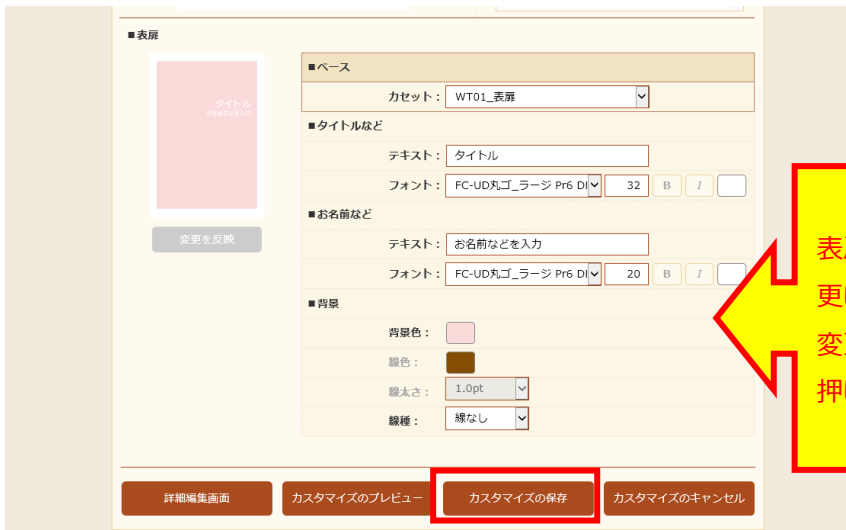 ■表扉
タイトル
お名前などを入力
変更を反映
■ベース
カセット： WT01_表扉
■タイトルなど
テキスト： タイトル
フォント： FC-UD丸ゴ_ラージ Pr6 DI 32 B I
■お名前など
テキスト： お名前などを入力
フォント： FC-UD丸ゴ_ラージ Pr6 DI 20 B I
■背景
背景色：
線色：
線太さ： 1.0pt
線種： 線なし
詳細編集画面 カスタマイズのプレビュー カスタマイズの保存 カスタマイズのキャンセル
表
更
変
押